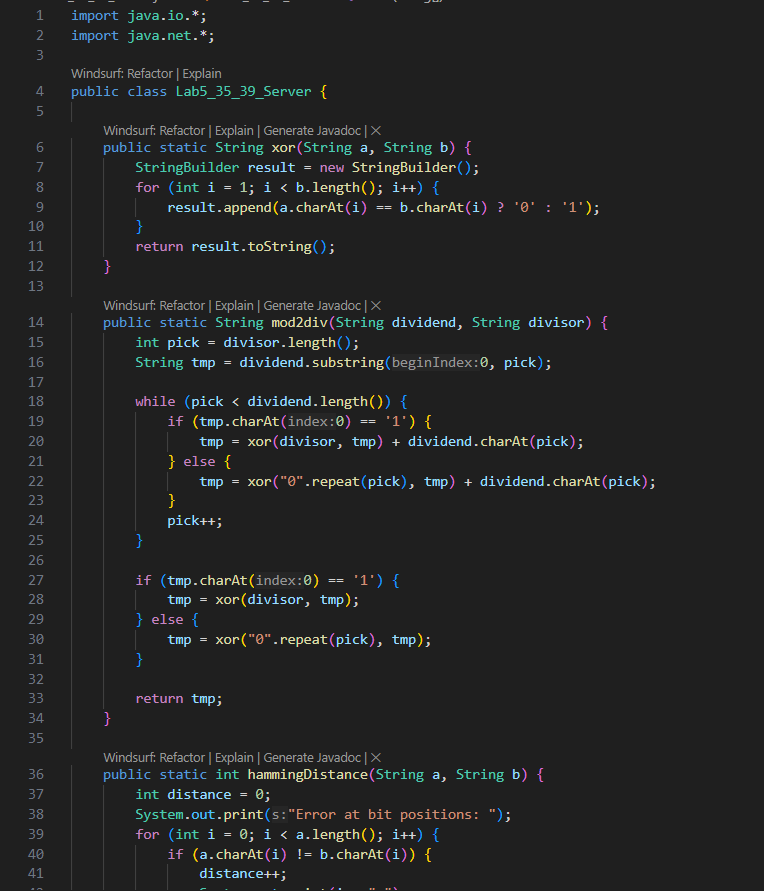 1 import java.io.*;
2 import java.net.*;
3
Windsurf: Refactor | Explain
4 public class Lab5_35_39_Server {
5
Windsurf: Refactor | Explain | Generate Javadoc | ×
6 public static String xor(String a, String b) {
7 StringBuilder result = new StringBuilder();
8 for (int i = 1; i < b.length(); i++) {
9 result.append(a.charAt(i) == b.charAt(i) ? '0' : '1');
10 }
11 return result.toString();
12 }
13
Windsurf: Refactor | Explain | Generate Javadoc | ×
14 public static String mod2div(String dividend, String divisor) {
15 int pick = divisor.length();
16 String tmp = dividend.substring(beginIndex:0, pick);
17
18 while (pick < dividend.length()) {
19 if (tmp.charAt(index:0) == '1') {
20 tmp = xor(divisor, tmp) + dividend.charAt(pick);
21 } else {
22 tmp = xor("0".repeat(pick), tmp) + dividend.charAt(pick);
23 }
24 pick++;
25 }
26
27 if (tmp.charAt(index:0) == '1') {
28 tmp = xor(divisor, tmp);
29 } else {
30 tmp = xor("0".repeat(pick), tmp);
31 }
32
33 return tmp;
34 }
35
Windsurf: Refactor | Explain | Generate Javadoc | ×
36 public static int hammingDistance(String a, String b) {
37 int distance = 0;
38 System.out.print(s:"Error at bit positions: ");
39 for (int i = 0; i < a.length(); i++) {
40 if (a.charAt(i) != b.charAt(i)) {
41 distance++;